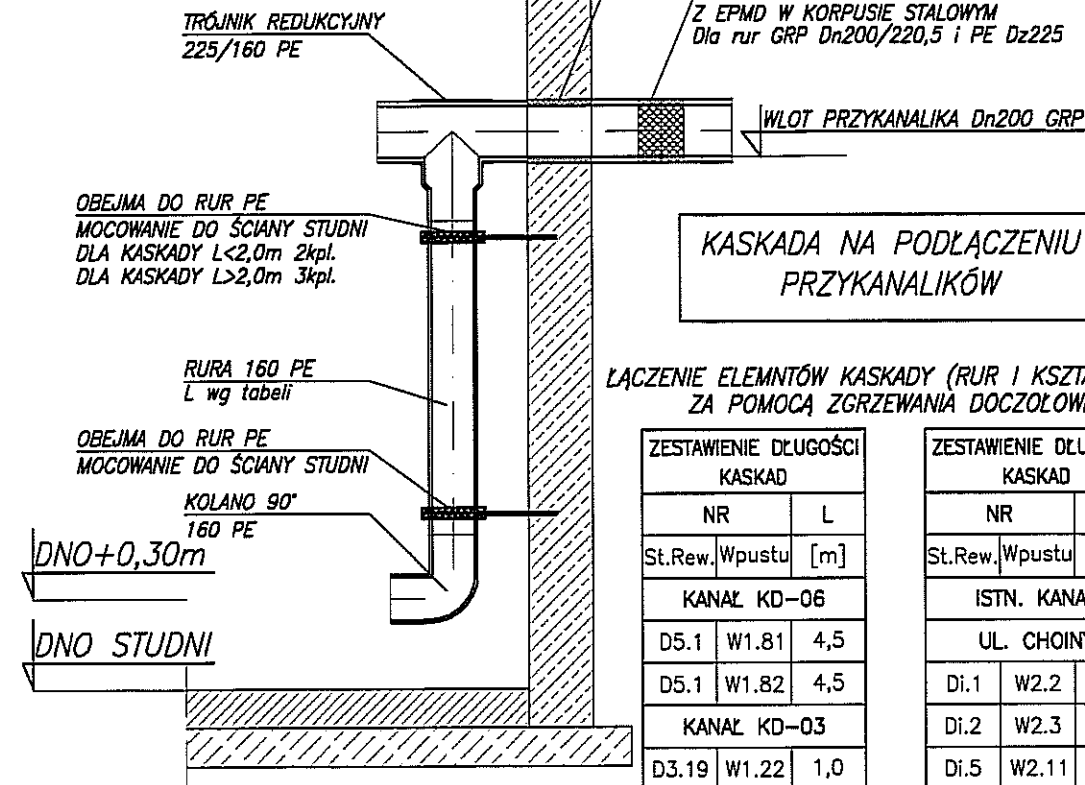 TRÓJNIK REDUKCYJNY
225/160 PE
Z EPMD W KORPUSIE STALOWYM
Dla rur GRP Dn200/220,5 i PE Dz225
WLOT PRZYKANALIKA Dn200 GRP
OBEJMA DO RUR PE
MOCOWANIE DO ŚCIANY STUDNI
DLA KASKADY L<2,0m 2kpl.
DLA KASKADY L>2,0m 3kpl.
KASKADA NA PODŁĄCZENIU
PRZYKANALIKÓW
RURA 160 PE
L wg tabeli
ŁĄCZENIE ELEMNTÓW KASKADY (RUR I KSZTA
ZA POMOCĄ ZGRZEWANIA DOCZOŁOW
OBEJMA DO RUR PE
MOCOWANIE DO ŚCIANY STUDNI
KOLANO 90°
160 PE
DNO+0,30m
DNO STUDNI
ZESTAWIENIE DŁUGOŚCI
KASKAD
NR L
St.Rew. Wpustu [m]
KANAŁ KD-06
D5.1 W1.81 4,5
D5.1 W1.82 4,5
KANAŁ KD-03
D3.19 W1.22 1,0
ZESTAWIENIE DŁU
KASKAD
NR
St.Rew. Wpustu
ISTN. KANA
UL. CHOIN
Di.1 W2.2
Di.2 W2.3
Di.5 W2.11